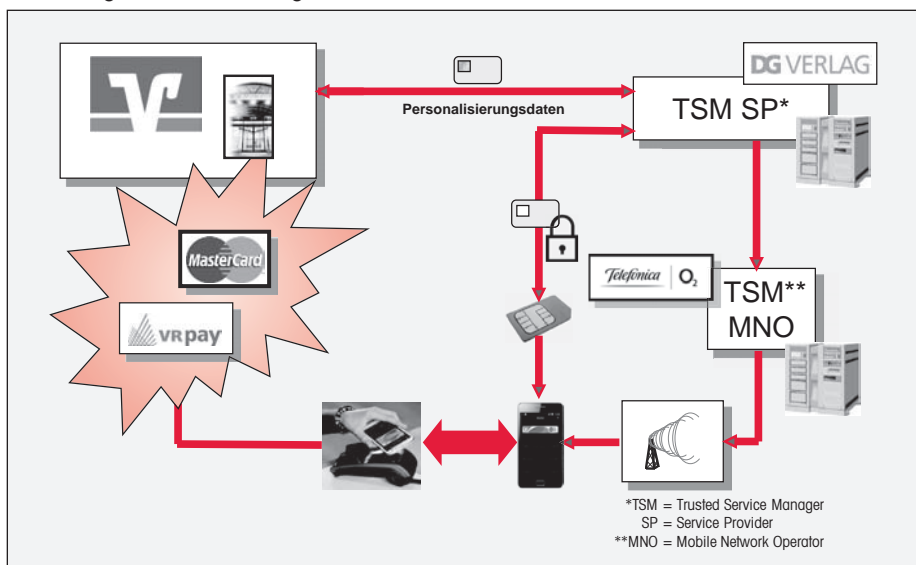 DG VERLAG
Personalisierungsdaten
TSM SP*
MasterCard
Telefónica | O₂
TSM**
MNO
VR pay
*TSM = Trusted Service Manager
SP = Service Provider
**MNO = Mobile Network Operator